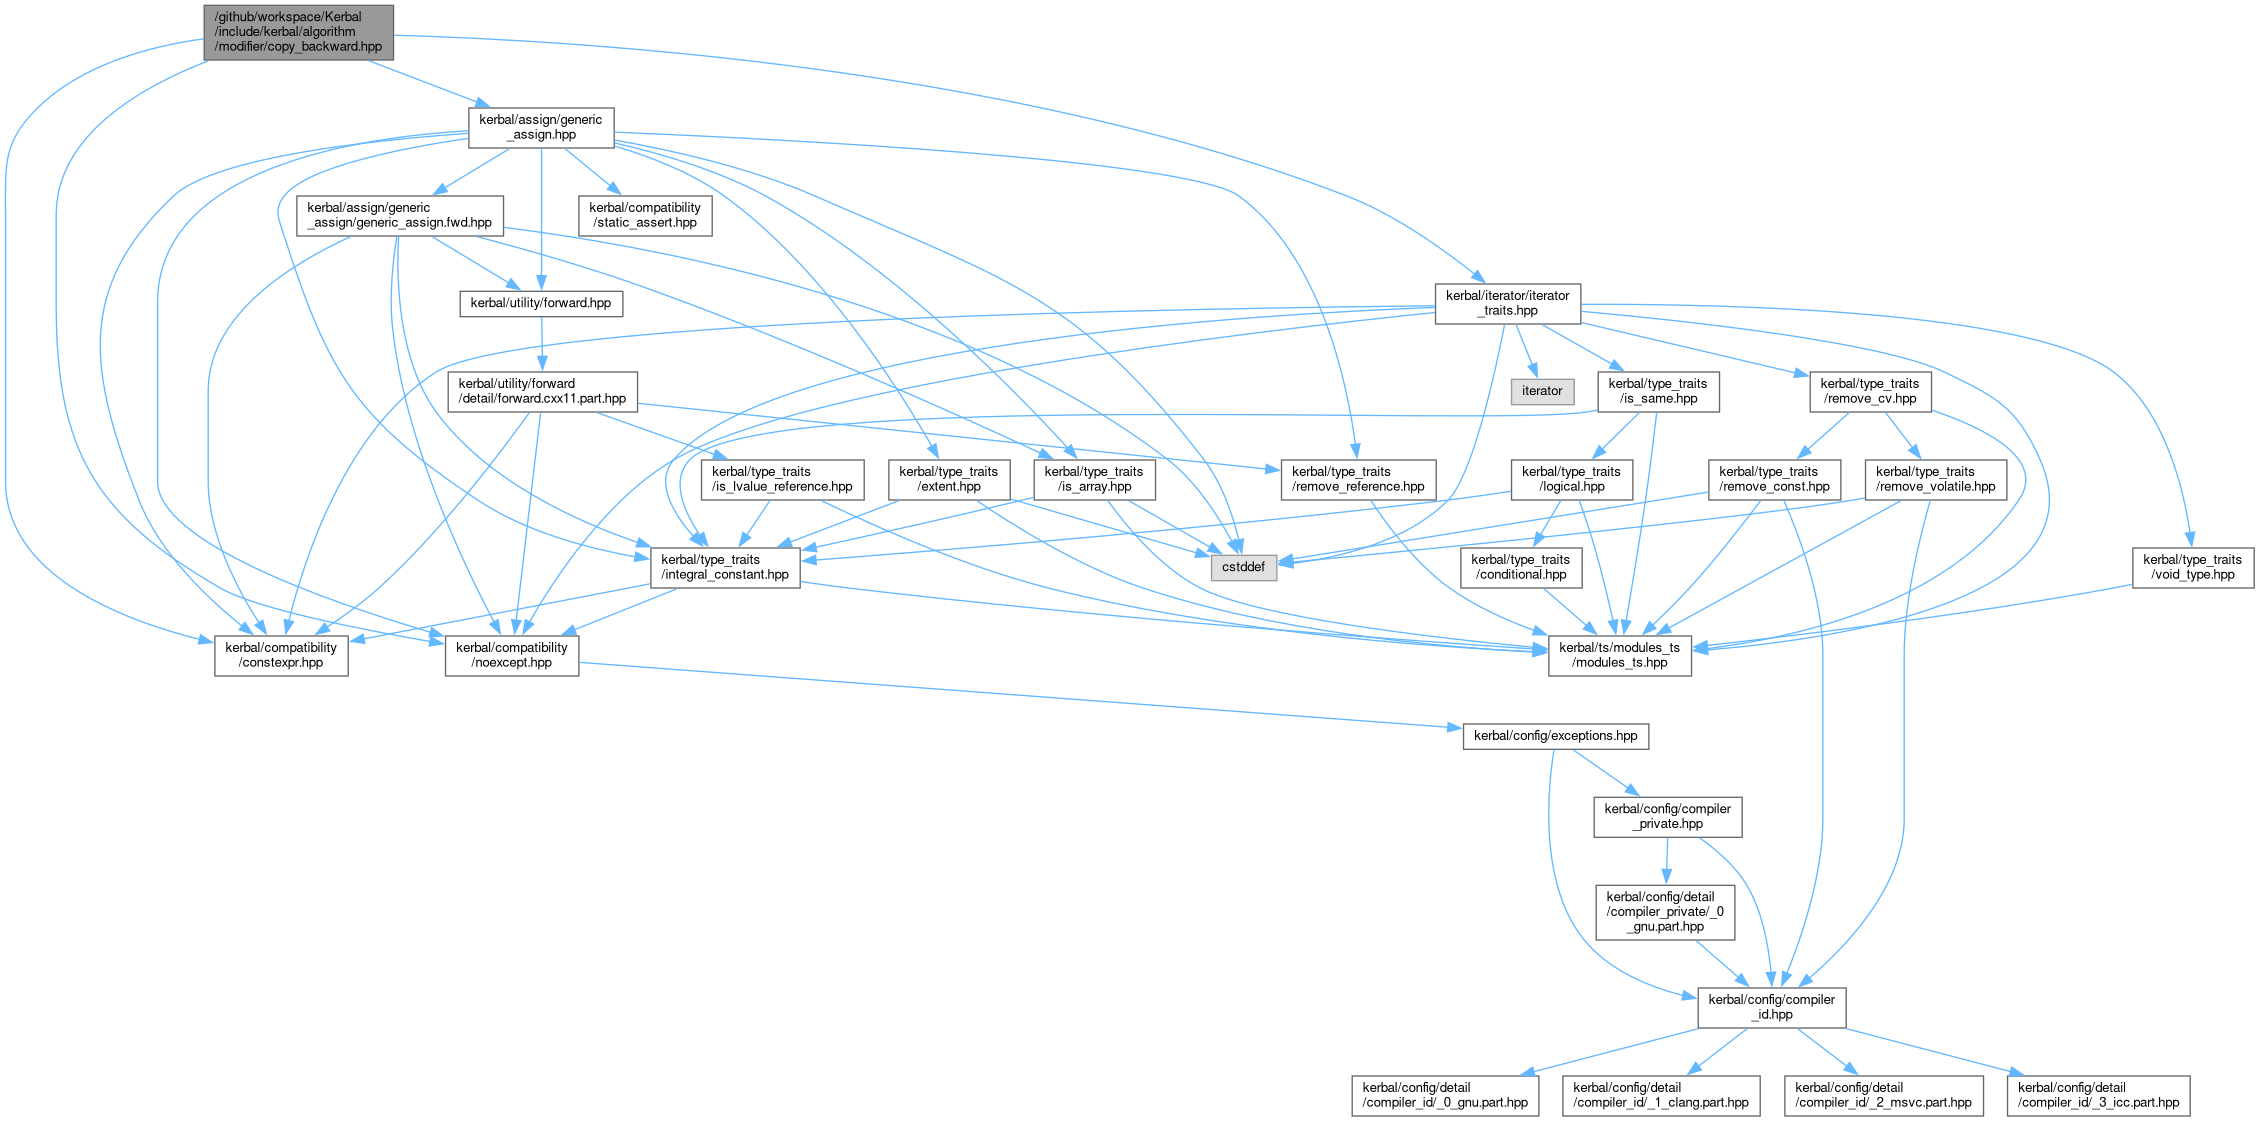 /github/workspace/Kerbal
/include/kerbal/algorithm
/modifier/copy_backward.hpp
kerbal/assign/generic
_assign.hpp
kerbal/assign/generic
_assign/generic_assign.fwd.hpp
kerbal/compatibility
/static_assert.hpp
kerbal/utility/forward.hpp
kerbal/iterator/iterator
_traits.hpp
kerbal/utility/forward
/detail/forward.cxx11.part.hpp
iterator
kerbal/type_traits
/is_same.hpp
kerbal/type_traits
/remove_cv.hpp
kerbal/type_traits
/is_lvalue_reference.hpp
kerbal/type_traits
/extent.hpp
kerbal/type_traits
/is_array.hpp
kerbal/type_traits
/remove_reference.hpp
kerbal/type_traits
/logical.hpp
kerbal/type_traits
/remove_const.hpp
kerbal/type_traits
/remove_volatile.hpp
kerbal/type_traits
/integral_constant.hpp
cstddef
kerbal/type_traits
/conditional.hpp
kerbal/type_traits
/void_type.hpp
kerbal/compatibility
/constexpr.hpp
kerbal/compatibility
/noexcept.hpp
kerbal/ts/modules_ts
/modules_ts.hpp
kerbal/config/exceptions.hpp
kerbal/config/compiler
_private.hpp
kerbal/config/detail
/compiler_private/_0
_gnu.part.hpp
kerbal/config/compiler
_id.hpp
kerbal/config/detail
/compiler_id/_0_gnu.part.hpp
kerbal/config/detail
/compiler_id/_1_clang.part.hpp
kerbal/config/detail
/compiler_id/_2_msvc.part.hpp
kerbal/config/detail
/compiler_id/_3_icc.part.hpp